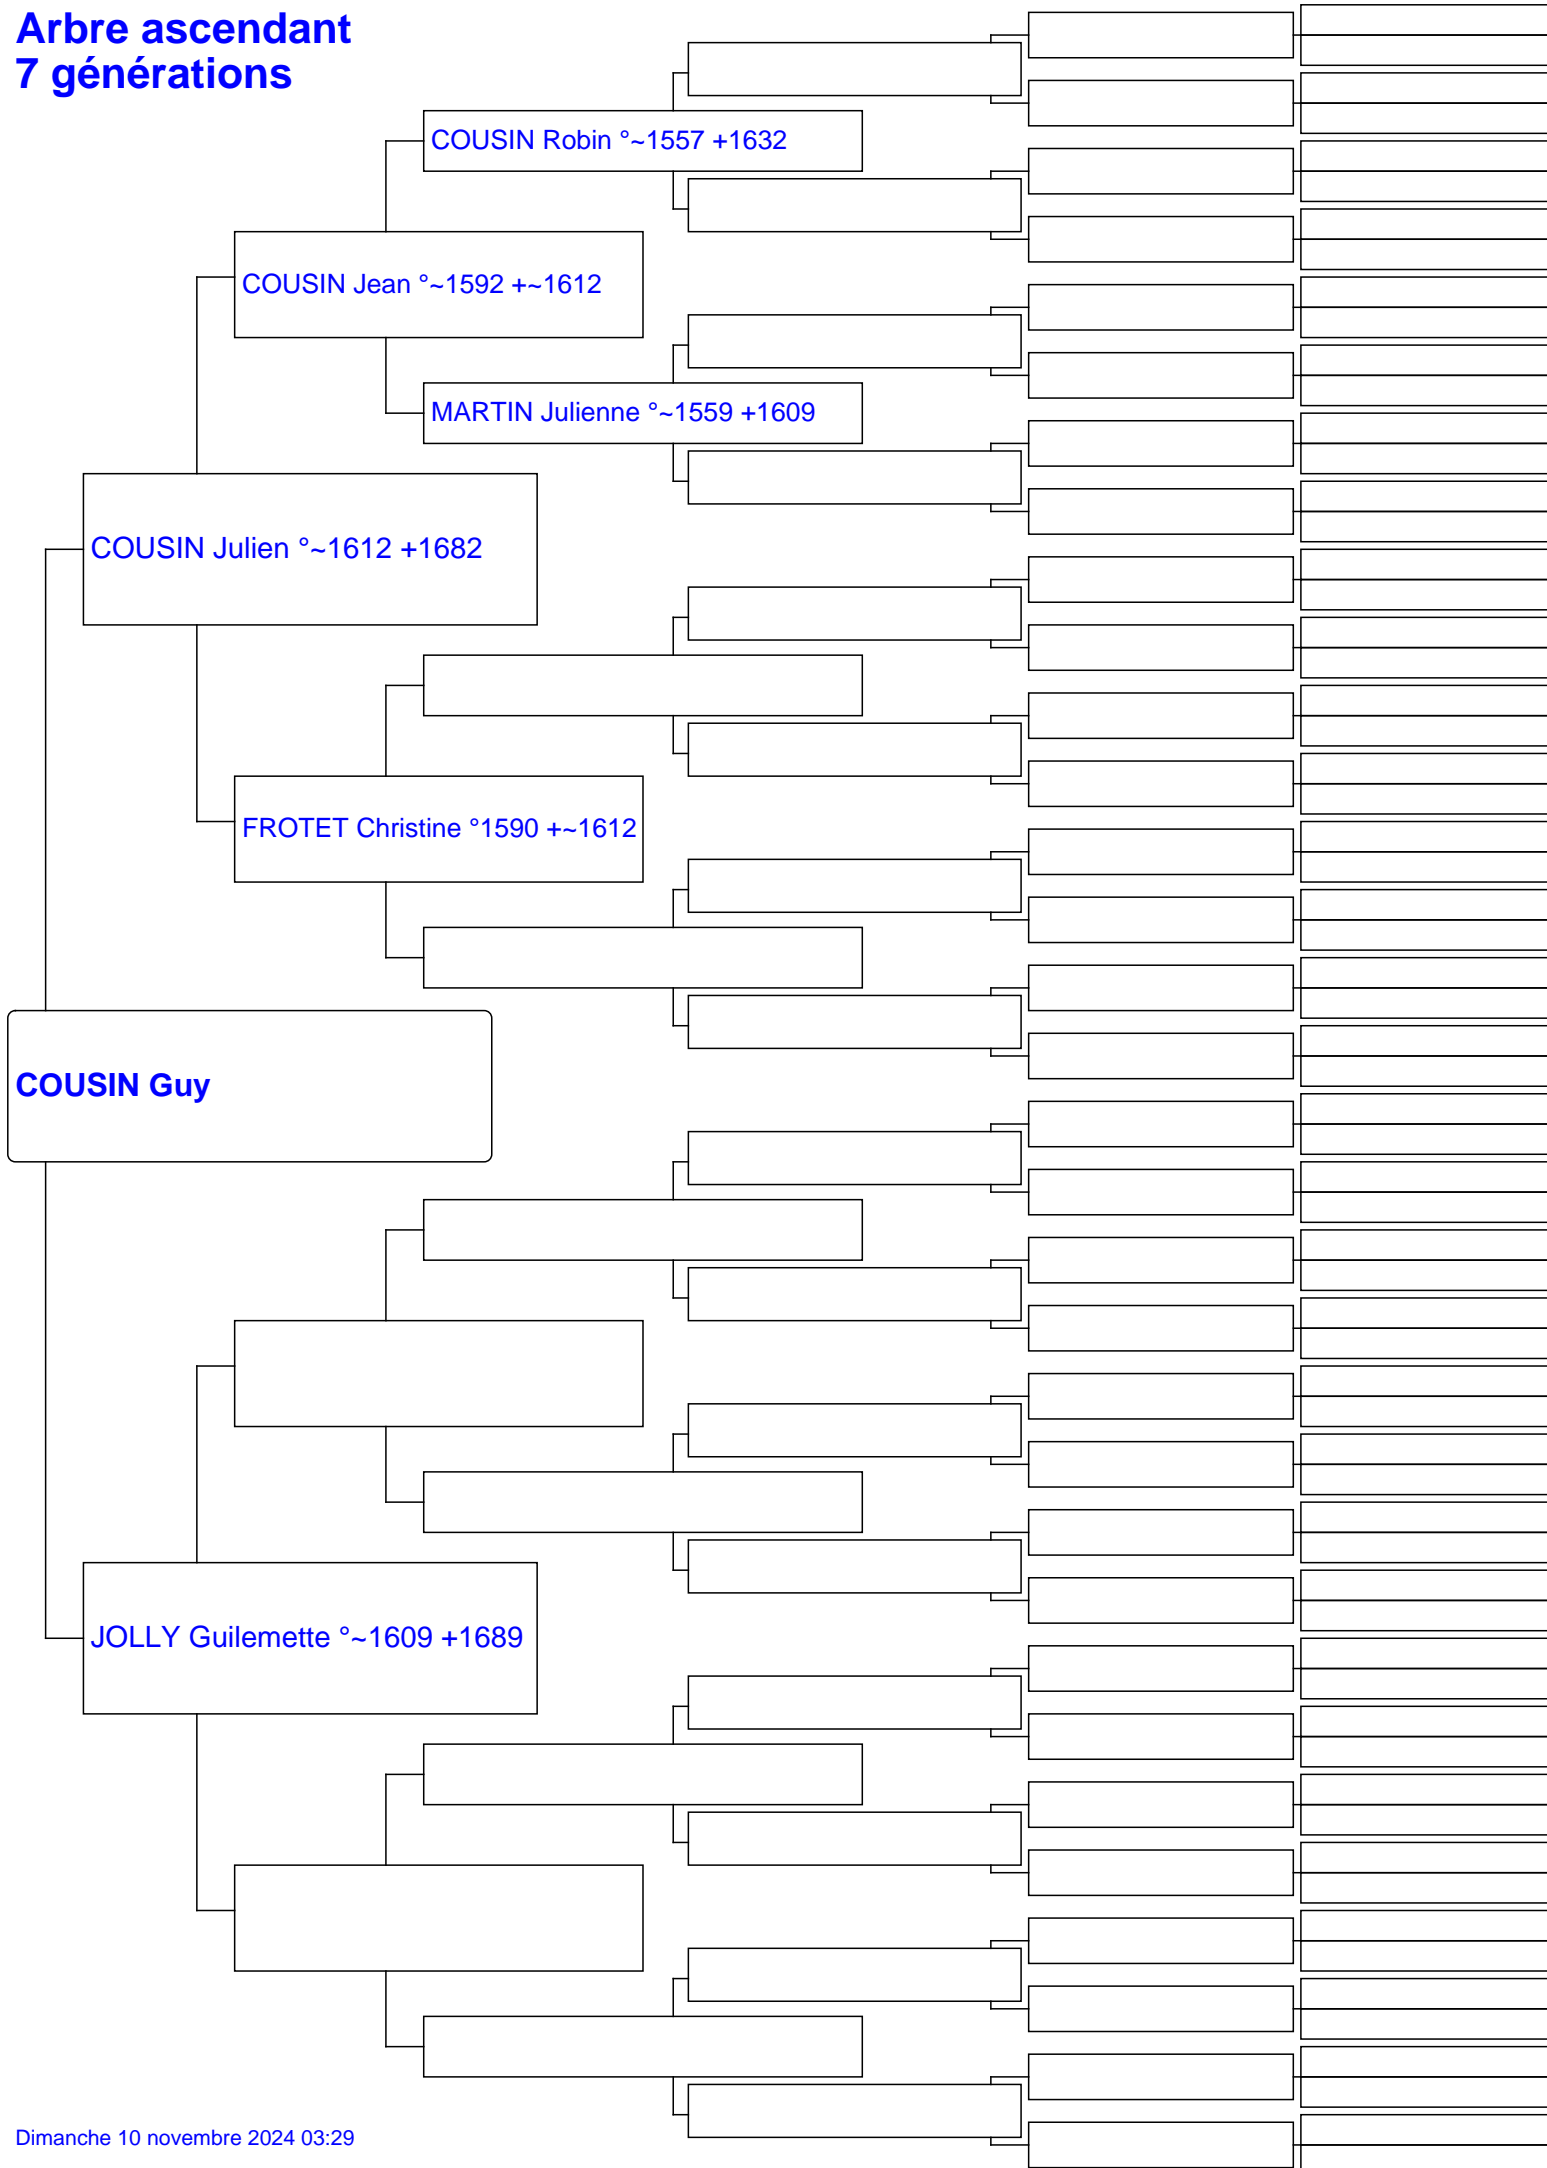 Arbre ascendant
7 générations
COUSIN Robin °~1557 +1632
COUSIN Jean °~1592 +~1612
MARTIN Julienne °~1559 +1609
COUSIN Julien °~1612 +1682
FROTET Christine °1590 +~1612
COUSIN Guy
JOLLY Guilemette °~1609 +1689
Dimanche 10 novembre 2024 03:29